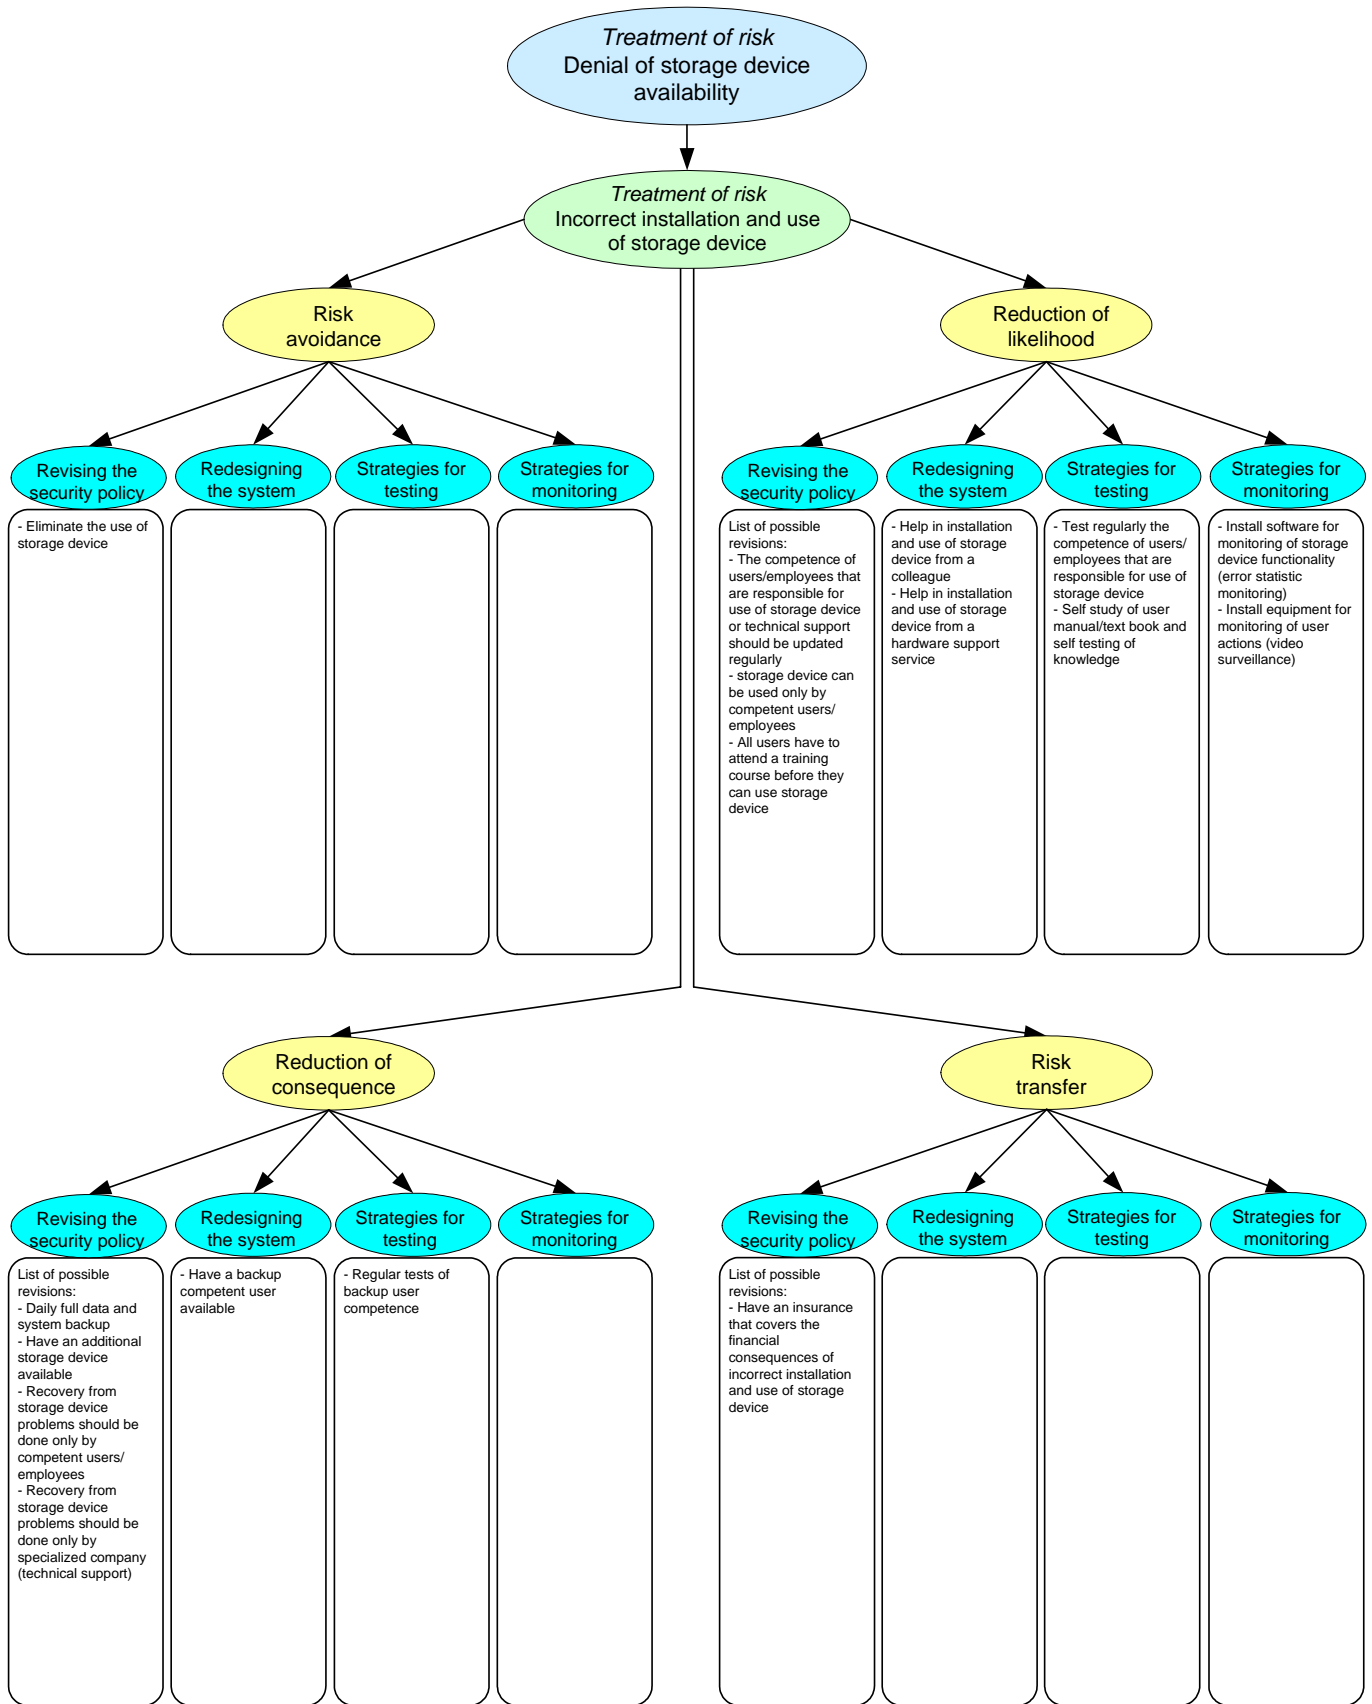 Treatment of risk
Denial of storage device
availability
Treatment of risk
Incorrect installation and use
of storage device
Risk
avoidance
Reduction of
likelihood
Revising the
security policy
Redesigning
the system
Strategies for
testing
Strategies for
monitoring
Revising the
security policy
Redesigning
the system
Strategies for
testing
Strategies for
monitoring
- Eliminate the use of
storage device
List of possible
revisions:
- The competence of
users/employees that
are responsible for
use of storage device
or technical support
should be updated
regularly
- storage device can
be used only by
competent users/
employees
- All users have to
attend a training
course before they
can use storage
device
- Help in installation
and use of storage
device from a
colleague
- Help in installation
and use of storage
device from a
hardware support
service
- Test regularly the
competence of users/
employees that are
responsible for use of
storage device
- Self study of user
manual/text book and
self testing of
knowledge
- Install software for
monitoring of storage
device functionality
(error statistic
monitoring)
- Install equipment for
monitoring of user
actions (video
surveillance)
Reduction of
consequence
Risk
transfer
Revising the
security policy
Redesigning
the system
Strategies for
testing
Strategies for
monitoring
Revising the
security policy
Redesigning
the system
Strategies for
testing
Strategies for
monitoring
List of possible
revisions:
- Daily full data and
system backup
- Have an additional
storage device
available
- Recovery from
storage device
problems should be
done only by
competent users/
employees
- Recovery from
storage device
problems should be
done only by
specialized company
(technical support)
- Have a backup
competent user
available
- Regular tests of
backup user
competence
List of possible
revisions:
- Have an insurance
that covers the
financial
consequences of
incorrect installation
and use of storage
device